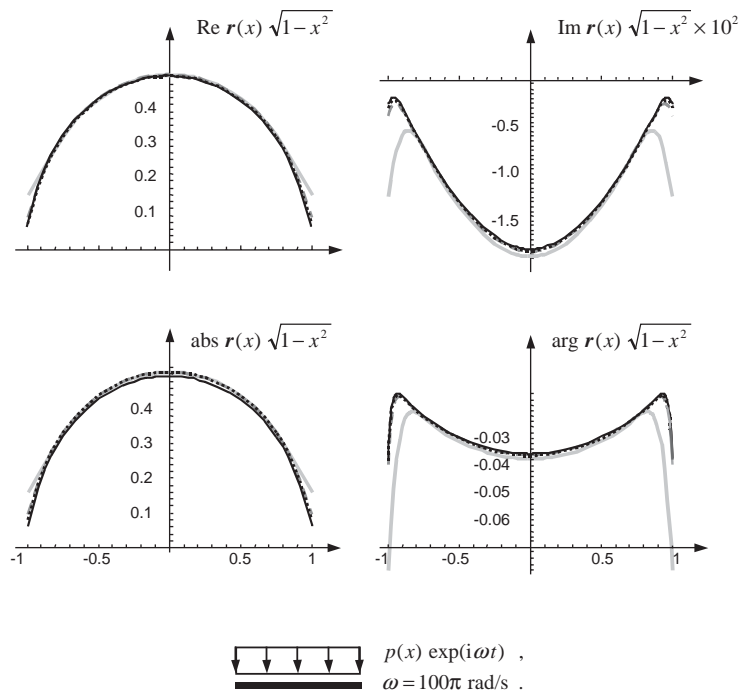 Re r(x) √1−x²
Im r(x) √1−x² × 10²
0.4
0.3
0.2
0.1
-0.5
-1.0
-1.5
abs r(x) √1−x²
arg r(x) √1−x²
0.4
0.3
0.2
0.1
-0.03
-0.04
-0.05
-0.06
-1 -0.5 0.5 1
-1 -0.5 0.5 1
p(x) exp(iωt) ,
ω = 100π rad/s .